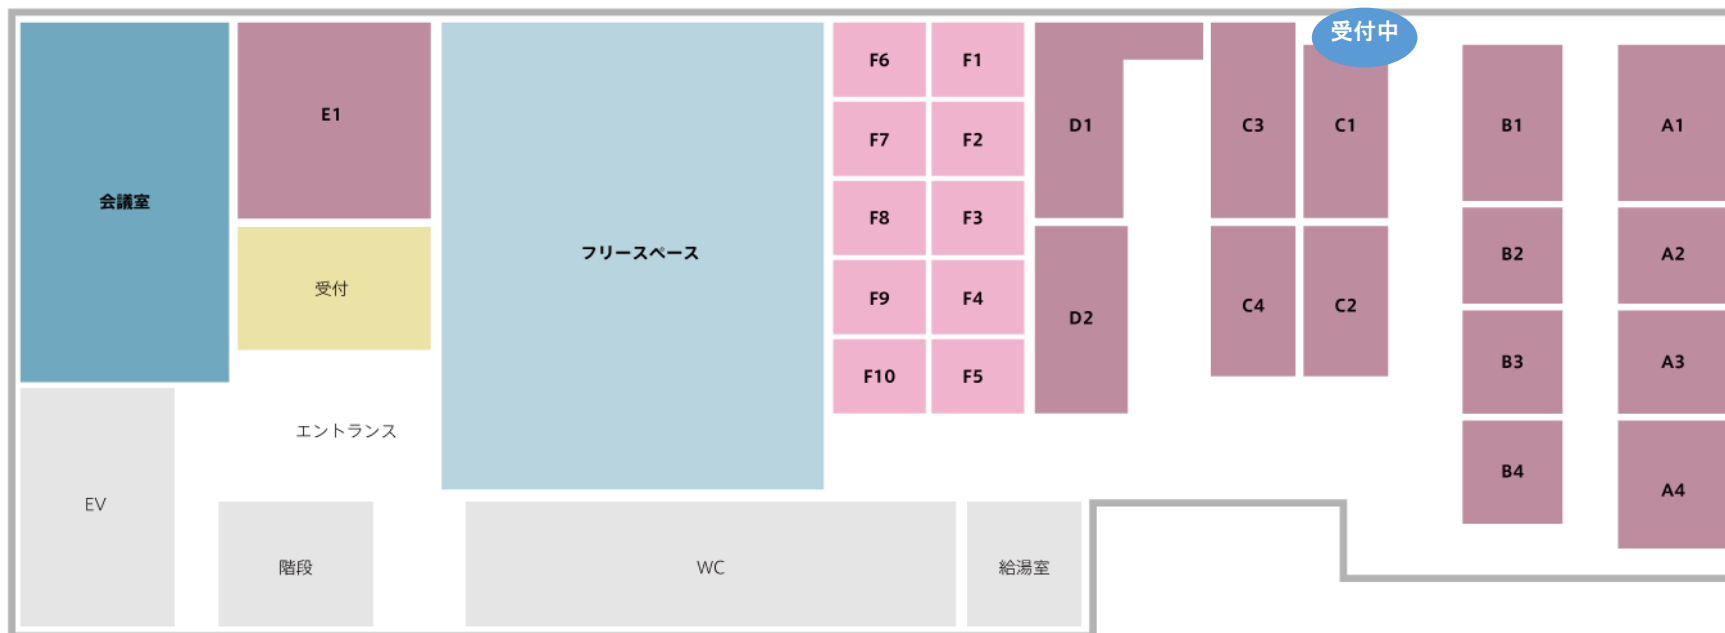 受付中
会議室
E1
受付
エントランス
EV
階段
フリースペース
WC
給湯室
F6
F1
F7
F2
F8
F3
F9
F4
F10
F5
D1
D2
C3
C1
C4
C2
B1
B2
B3
B4
A1
A2
A3
A4